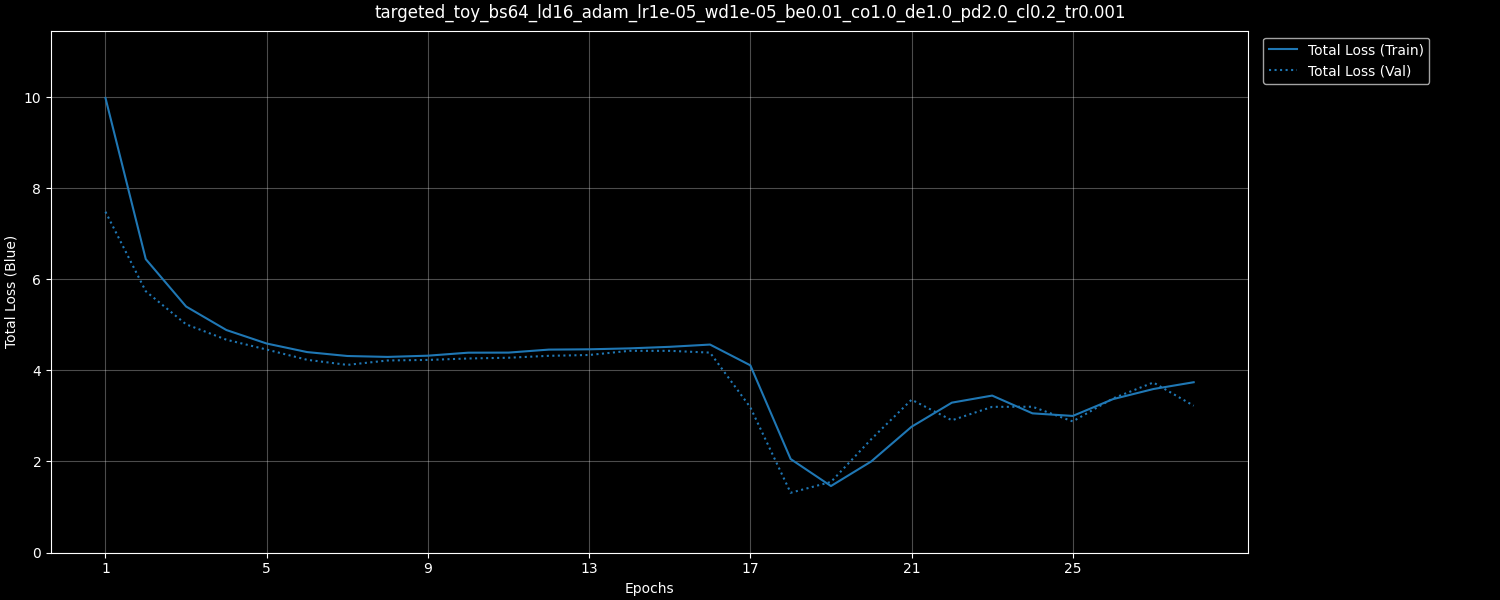 targeted_toy_bs64_ld16_adam_lr1e-05_wd1e-05_be0.01_co1.0_de1.0_pd2.0_cl0.2_tr0.001
Total Loss (Train)
Total Loss (Val)
Total Loss (Blue)
10
8
6
4
2
0
1 5 9 13 17 21 25
Epochs